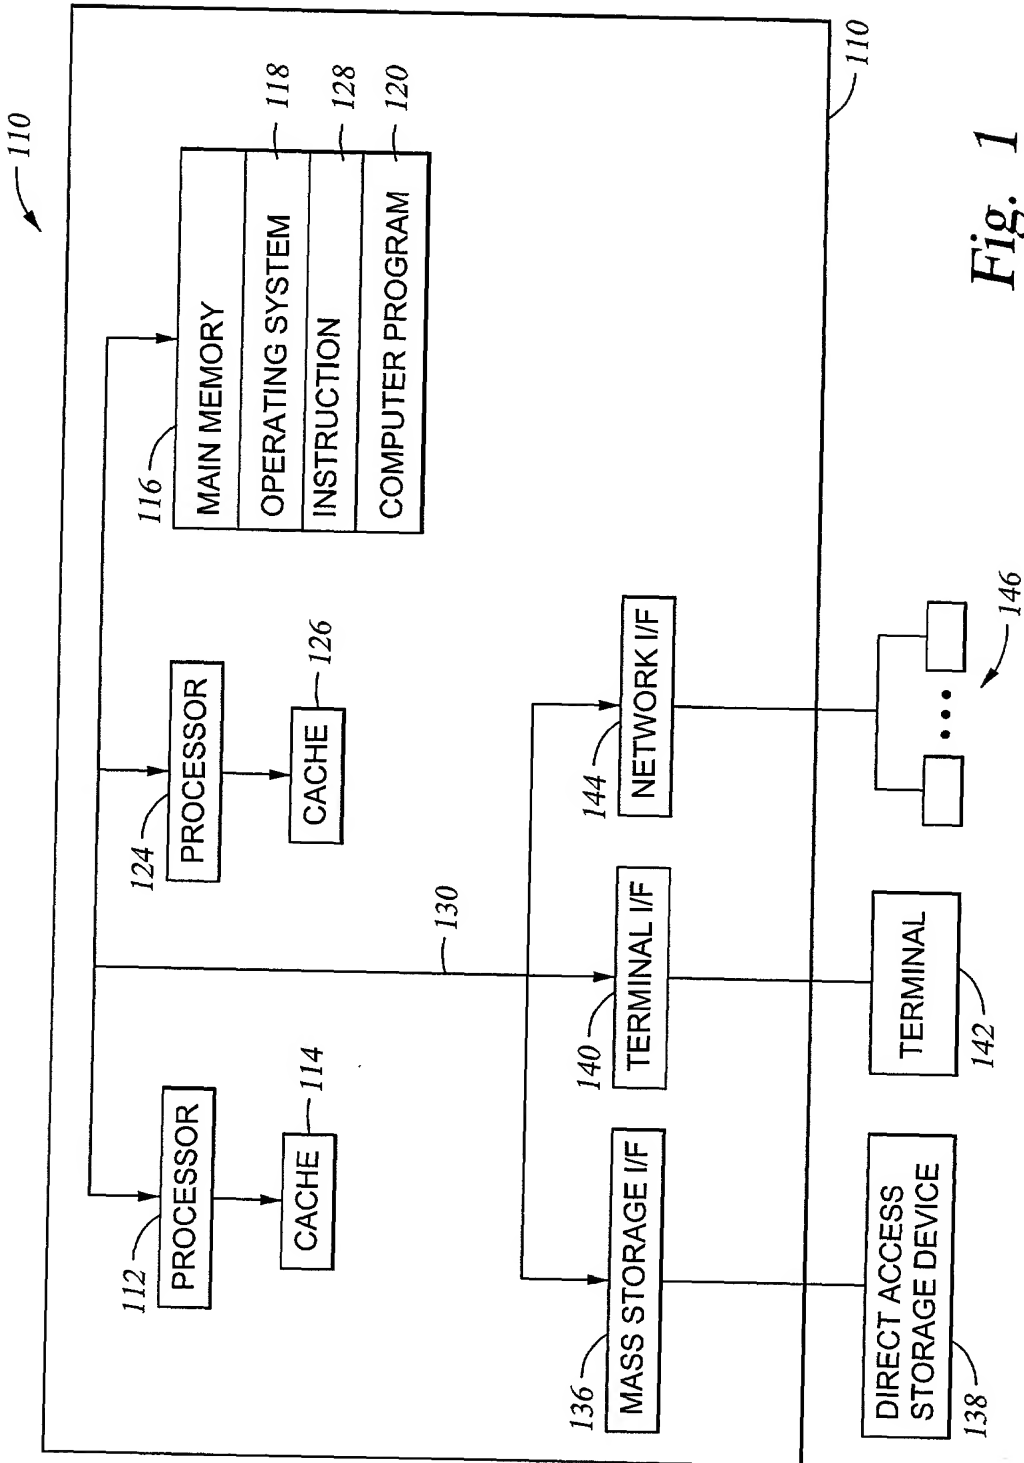 110
112
PROCESSOR
CACHE
114
124
PROCESSOR
CACHE
126
116
MAIN MEMORY
OPERATING SYSTEM
118
INSTRUCTION
128
COMPUTER PROGRAM
120
130
136
MASS STORAGE I/F
140
TERMINAL I/F
144
NETWORK I/F
110
DIRECT ACCESS
STORAGE DEVICE
138
TERMINAL
142
146
Fig. 1